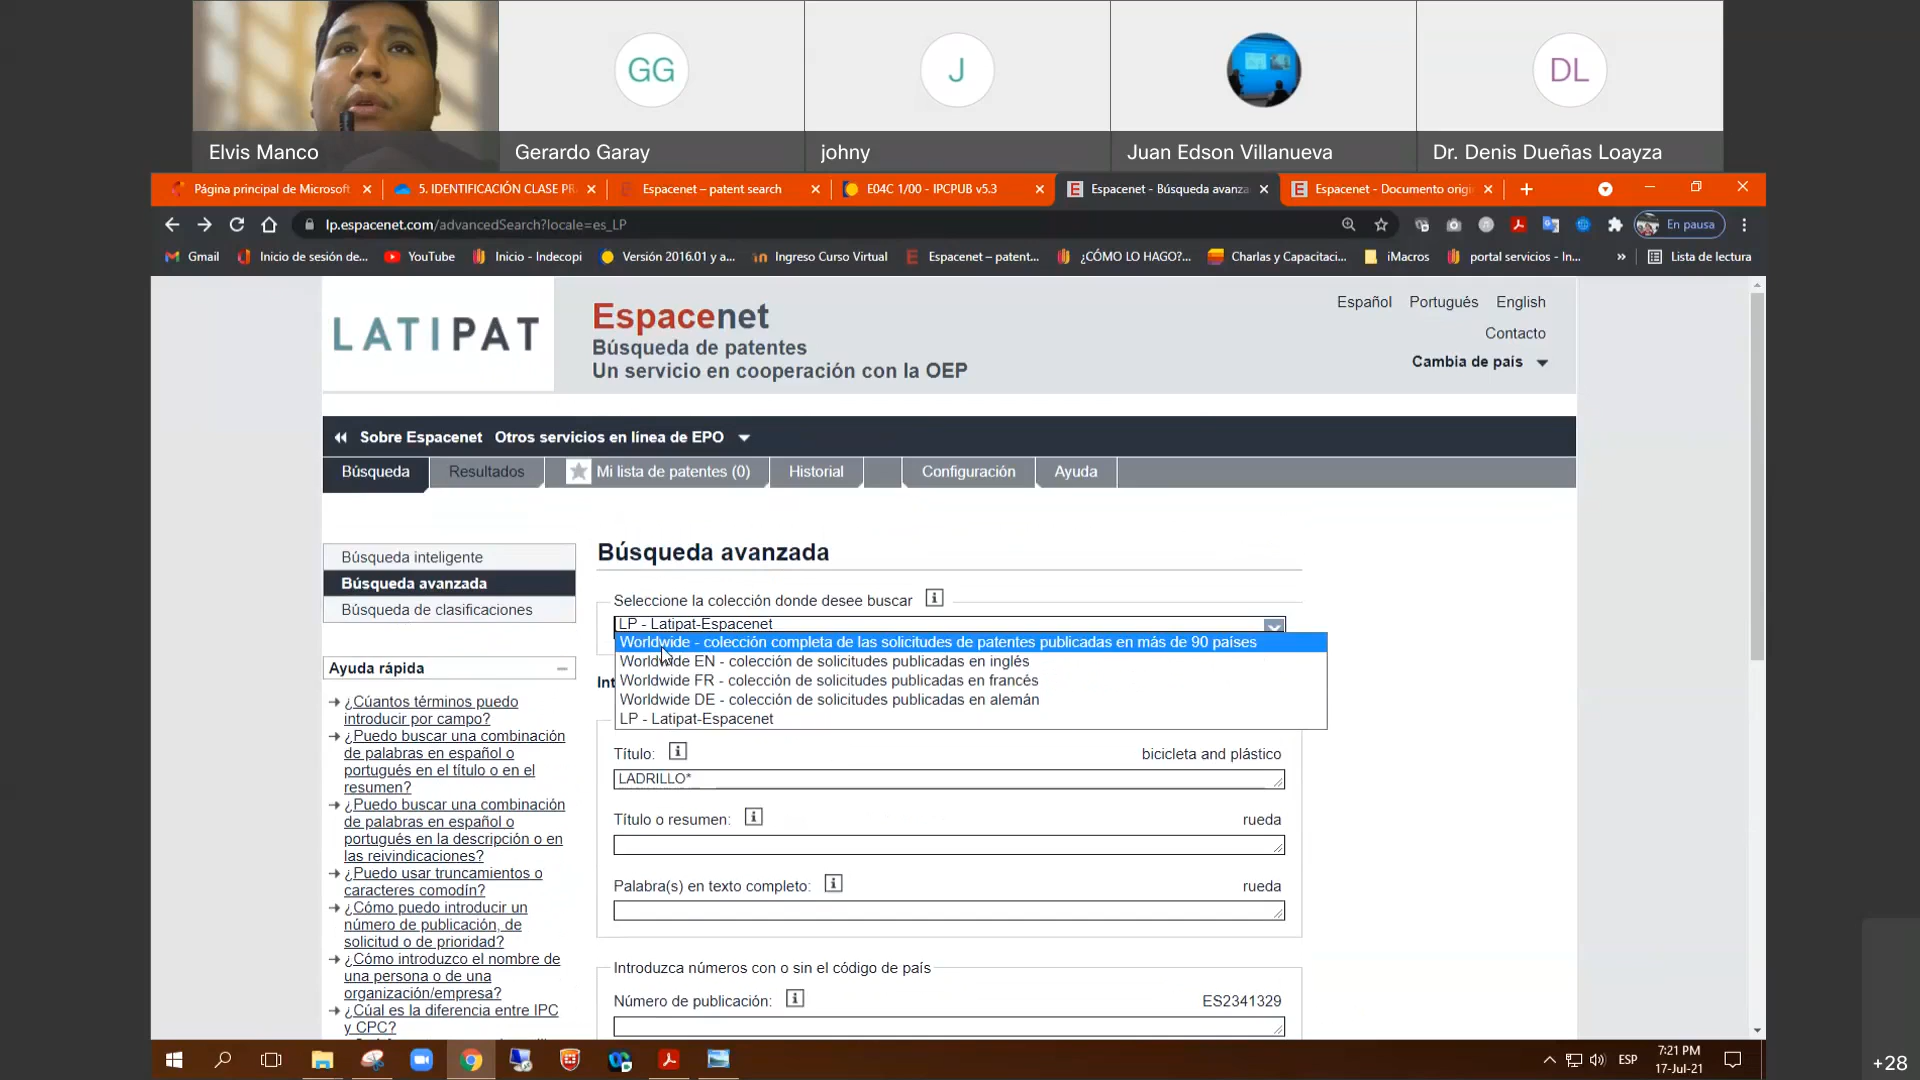 GG
J
DL
Elvis Manco
Gerardo Garay
johny
Juan Edson Villanueva
Dr. Denis Dueñas Loayza
Página principal de Microsoft
5. IDENTIFICACIÓN CLASE PR
Espacenet – patent search
E04C 1/00 - IPCPUB v5.3
Espacenet - Búsqueda avanza
Espacenet - Documento origi
lp.espacenet.com/advancedSearch?locale=es_LP
En pausa
Gmail
Inicio de sesión de...
YouTube
Inicio - Indecopi
Versión 2016.01 y a...
Ingreso Curso Virtual
Espacenet – patent...
¿CÓMO LO HAGO?...
Charlas y Capacitaci...
iMacros
portal servicios - In...
»
Lista de lectura
LATIPAT
Espacenet
Búsqueda de patentes
Un servicio en cooperación con la OEP
Español Português English
Contacto
Cambia de país
Sobre Espacenet Otros servicios en línea de EPO
Búsqueda Resultados Mi lista de patentes (0) Historial Configuración Ayuda
Búsqueda inteligente
Búsqueda avanzada
Búsqueda de clasificaciones
Ayuda rápida
¿Cúantos términos puedo
introducir por campo?
¿Puedo buscar una combinación
de palabras en español o
portugués en el título o en el
resumen?
¿Puedo buscar una combinación
de palabras en español o
portugués en la descripción o en
las reivindicaciones?
¿Puedo usar truncamientos o
caracteres comodín?
¿Cómo puedo introducir un
número de publicación, de
solicitud o de prioridad?
¿Cómo introduzco el nombre de
una persona o de una
organización/empresa?
¿Cúal es la diferencia entre IPC
y CPC?
Búsqueda avanzada
Seleccione la colección donde desee buscar
LP - Latipat-Espacenet
Worldwide - colección completa de las solicitudes de patentes publicadas en más de 90 países
Worldwide EN - colección de solicitudes publicadas en inglés
Worldwide FR - colección de solicitudes publicadas en francés
Worldwide DE - colección de solicitudes publicadas en alemán
LP - Latipat-Espacenet
Int
Título: bicicleta and plástico
LADRILLO*
Título o resumen: rueda
Palabra(s) en texto completo: rueda
Introduzca números con o sin el código de país
Número de publicación: ES2341329
ESP
7:21 PM
17-Jul-21
+28